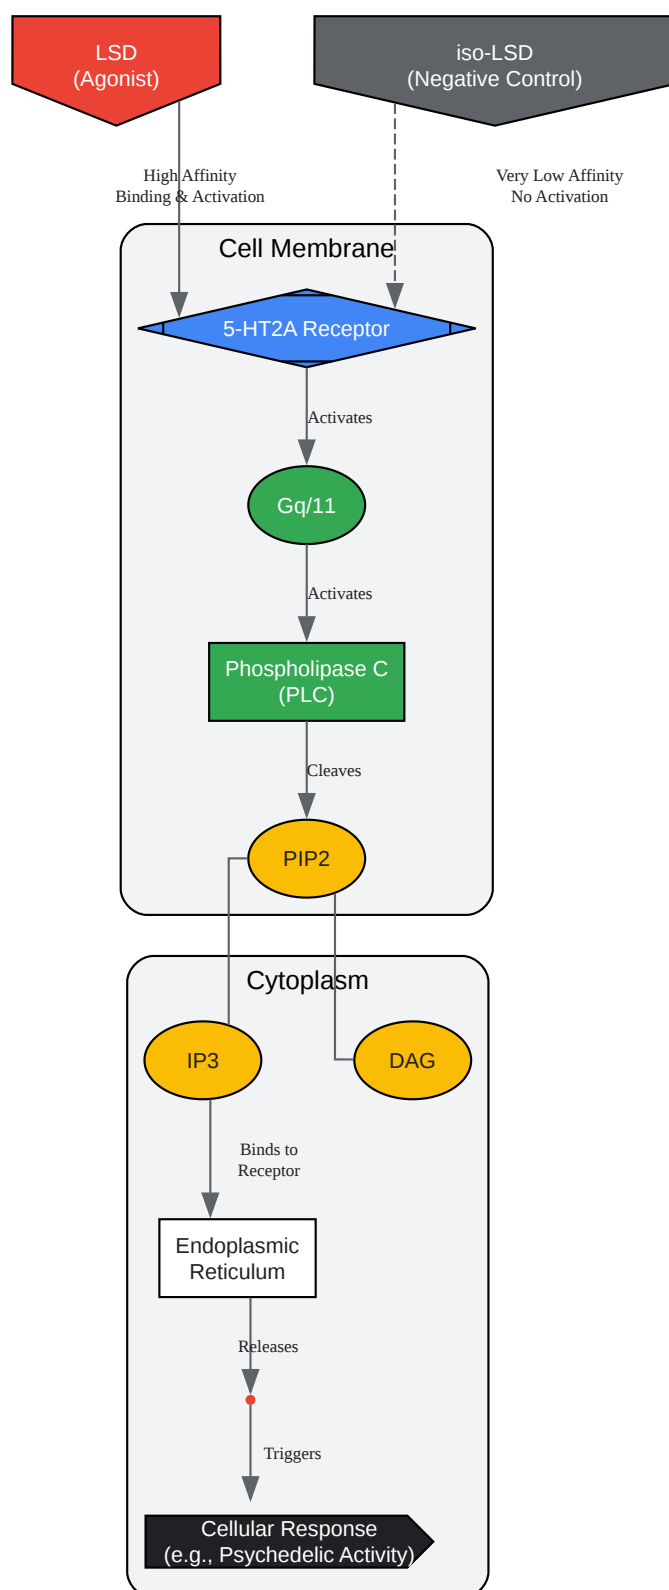 LSD
(Agonist)
iso-LSD
(Negative Control)
High Affinity
Binding & Activation
Very Low Affinity
No Activation
Cell Membrane
5-HT2A Receptor
Activates
Gq/11
Activates
Phospholipase C
(PLC)
Cleaves
PIP2
Cytoplasm
IP3
DAG
Binds to
Receptor
Endoplasmic
Reticulum
Releases
Triggers
Cellular Response
(e.g., Psychedelic Activity)